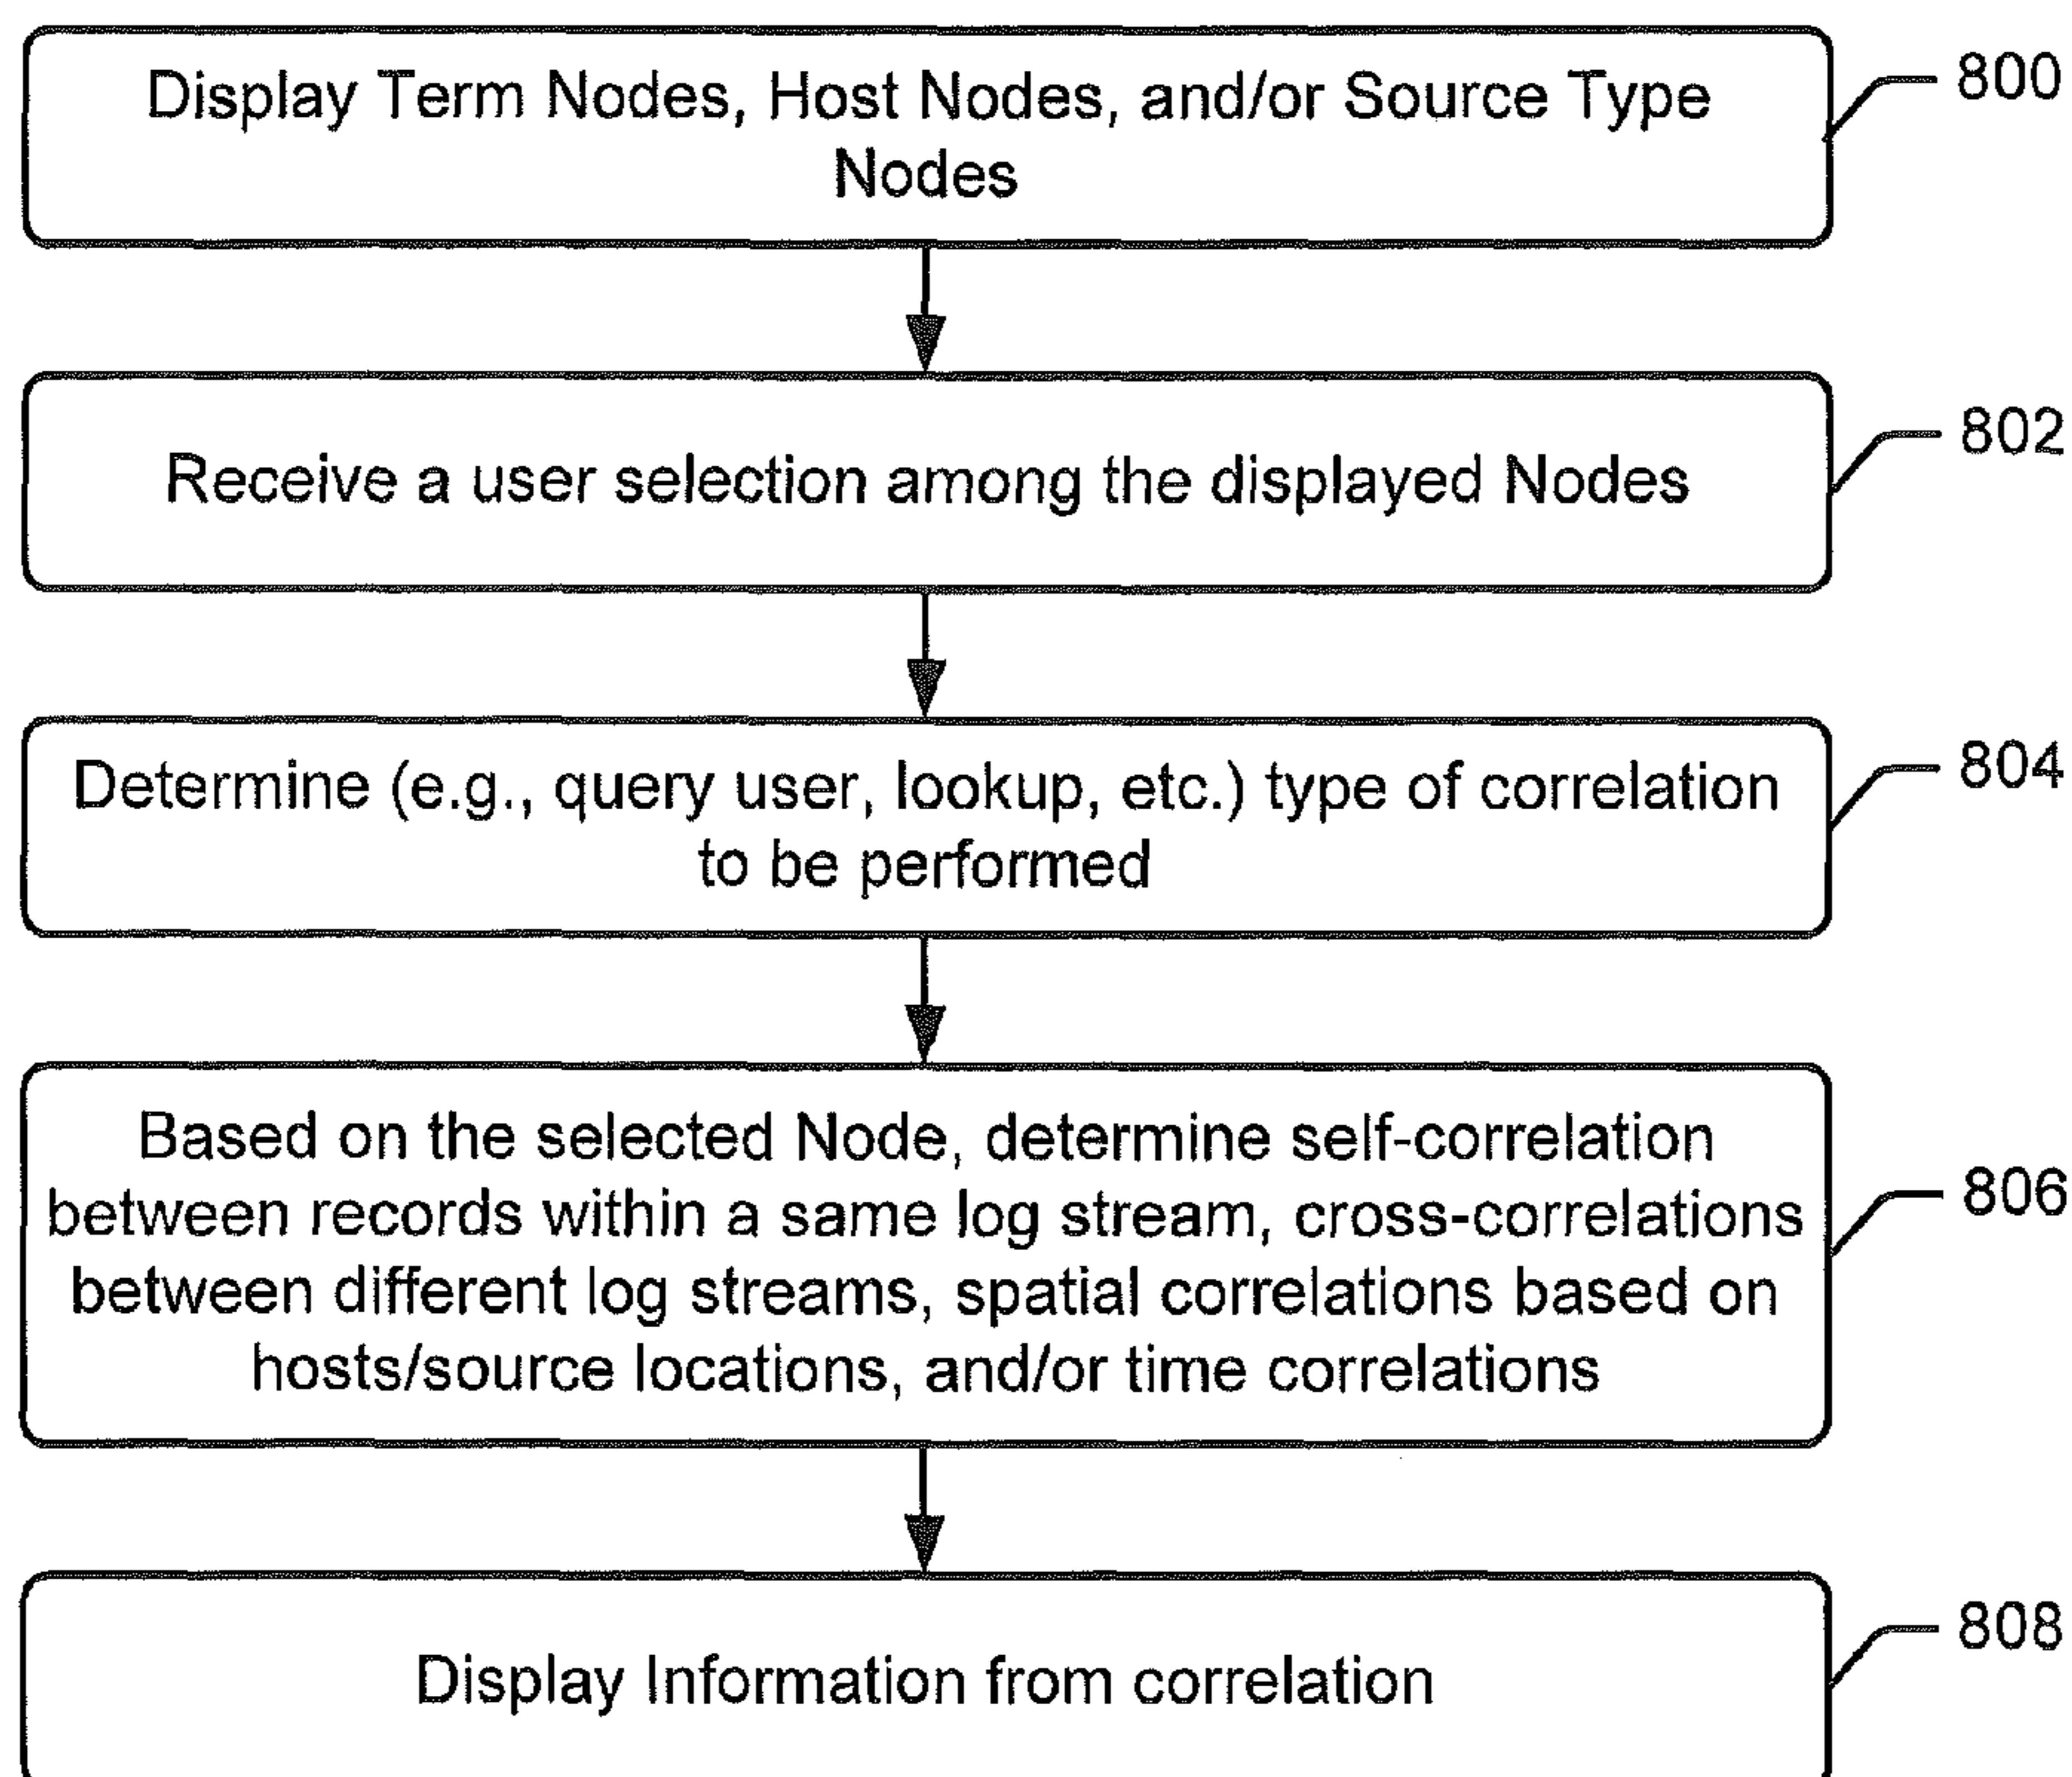 Display Term Nodes, Host Nodes, and/or Source Type
Nodes
800
Receive a user selection among the displayed Nodes
802
Determine (e.g., query user, lookup, etc.) type of correlation
to be performed
804
Based on the selected Node, determine self-correlation
between records within a same log stream, cross-correlations
between different log streams, spatial correlations based on
hosts/source locations, and/or time correlations
806
Display Information from correlation
808